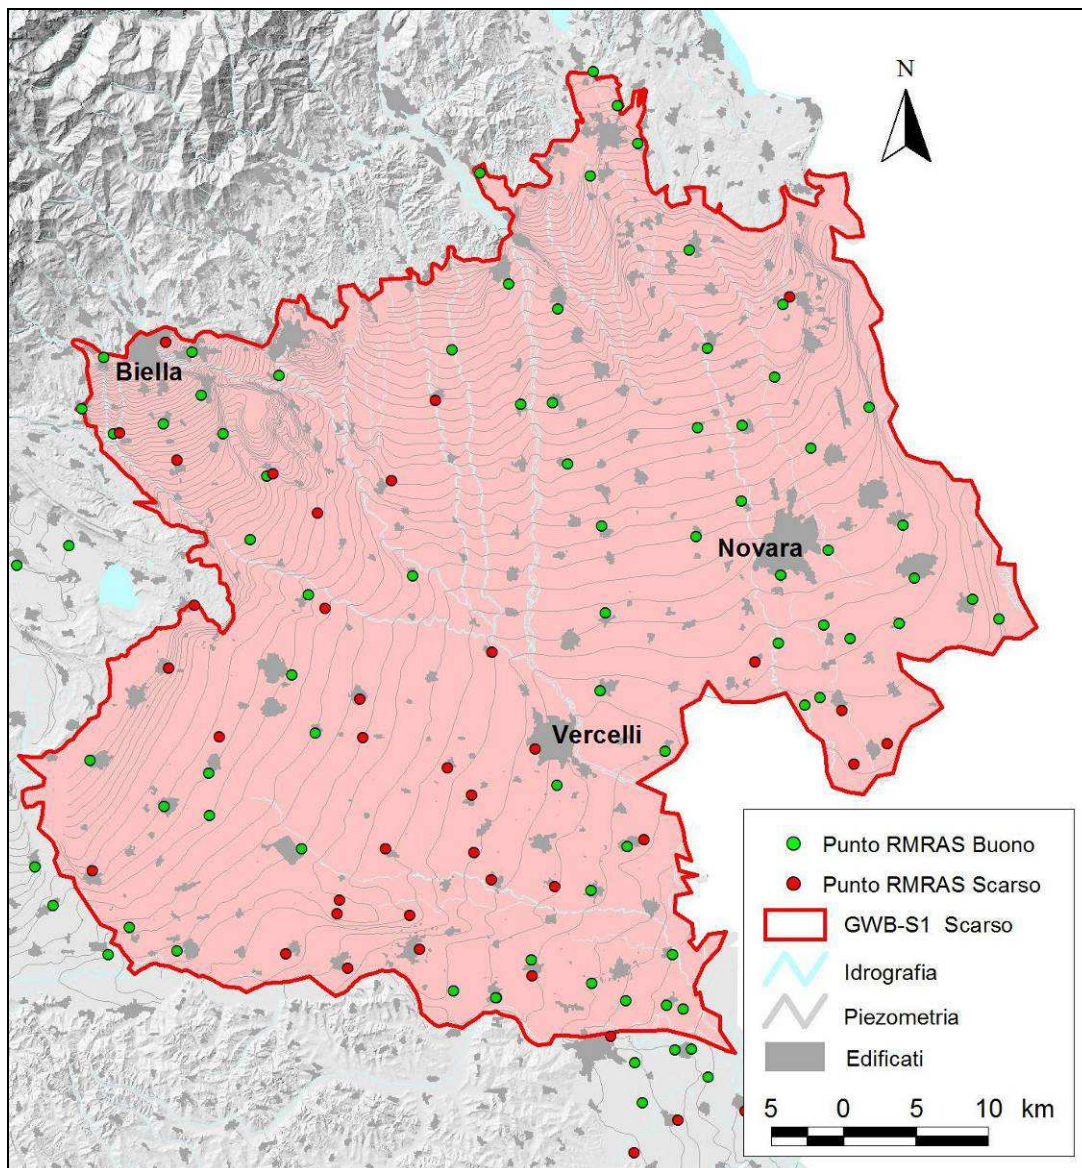 N
Biella
Novara
Vercelli
Punto RMRAS Buono
Punto RMRAS Scarso
GWB-S1 Scarso
Idrografia
Piezometria
Edificati
5 0 5 10 km